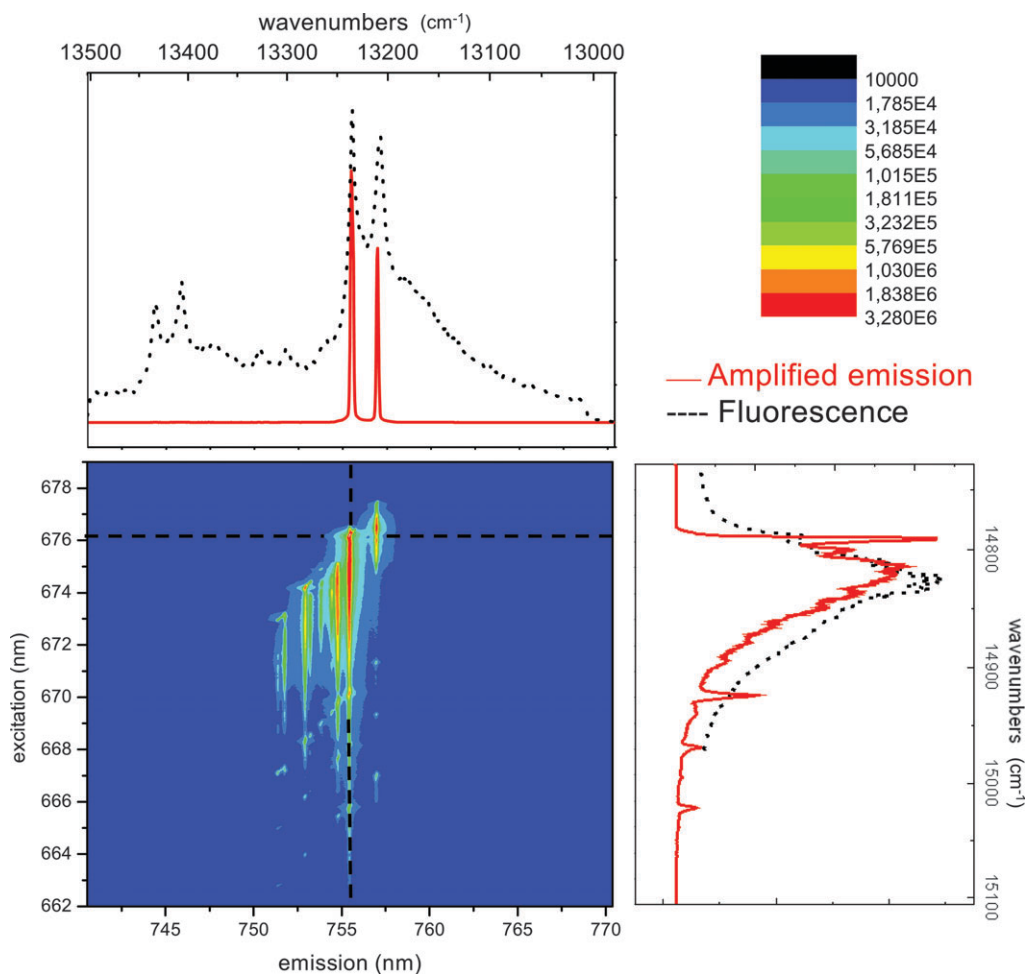 wavenumbers (cm-1)
13500 13400 13300 13200 13100 13000
10000
1,785E4
3,185E4
5,685E4
1,015E5
1,811E5
3,232E5
5,769E5
1,030E6
1,838E6
3,280E6
Amplified emission
Fluorescence
678
676
674
672
670
668
666
664
662
excitation (nm)
745 750 755 760 765 770
emission (nm)
14800
14900
15000
15100
wavenumbers (cm-1)